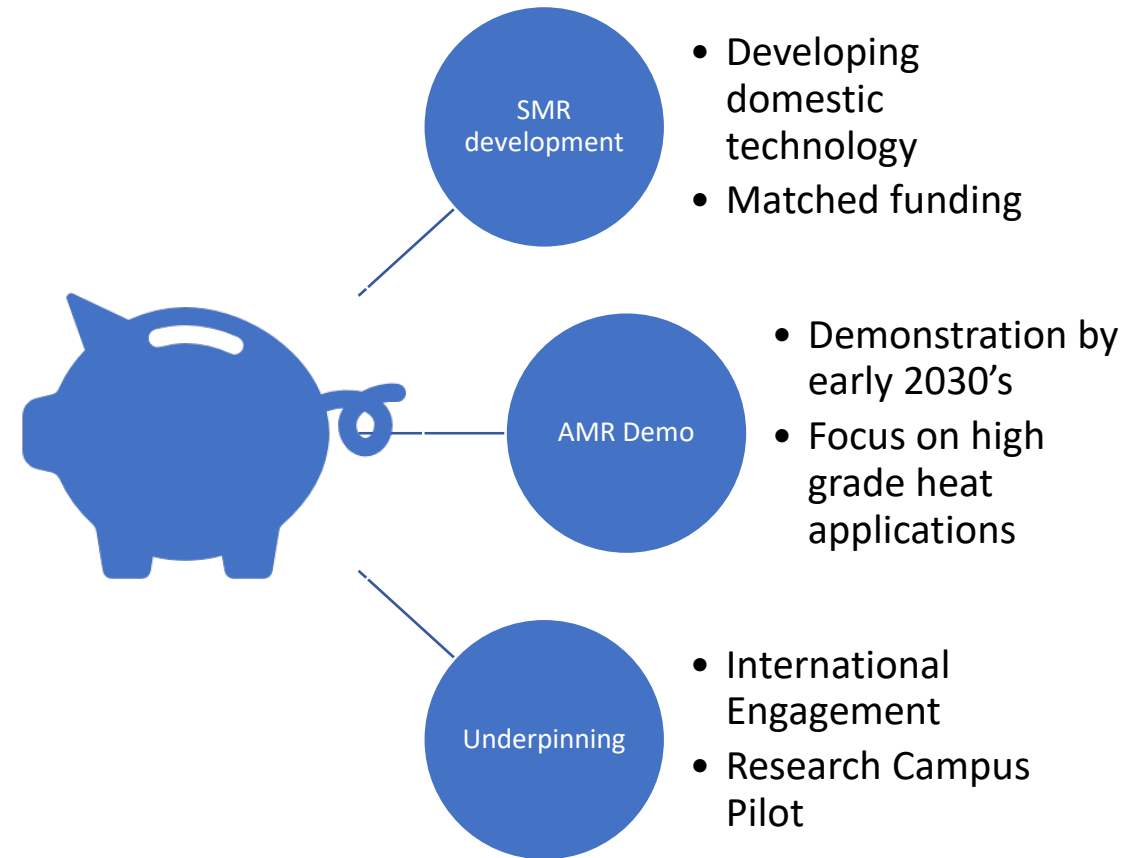 SMR
development
• Developing
domestic
technology
• Matched funding
AMR Demo
• Demonstration by
early 2030's
• Focus on high
grade heat
applications
Underpinning
• International
Engagement
• Research Campus
Pilot